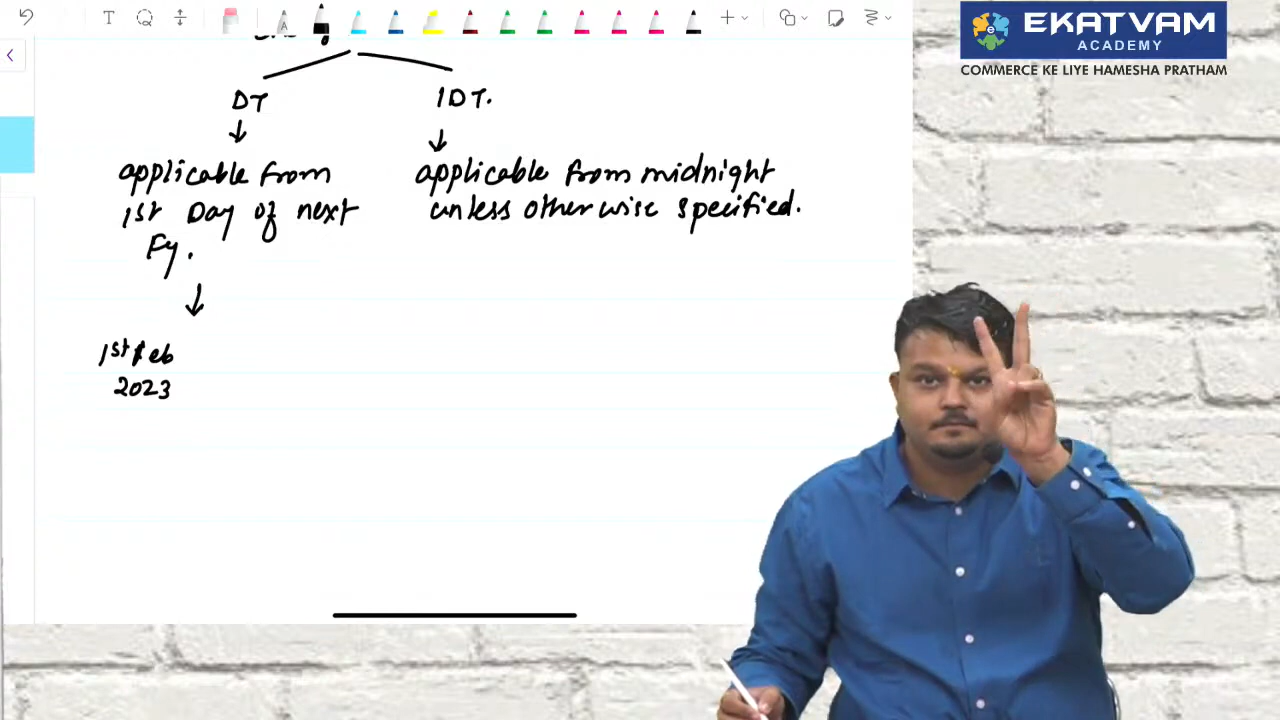 EKATVAM
ACADEMY
COMMERCE KE LIYE HAMESHA PRATHAM
T
DT
IDT.
applicable from
1st Day of next
Fy.
applicable from midnight
unless otherwise specified.
1st Feb
2023